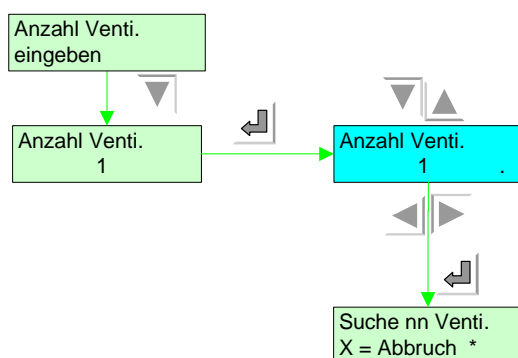 Anzahl Venti.
eingeben
Anzahl Venti.
1
Anzahl Venti.
1 .
Suche nn Venti.
X = Abbruch *